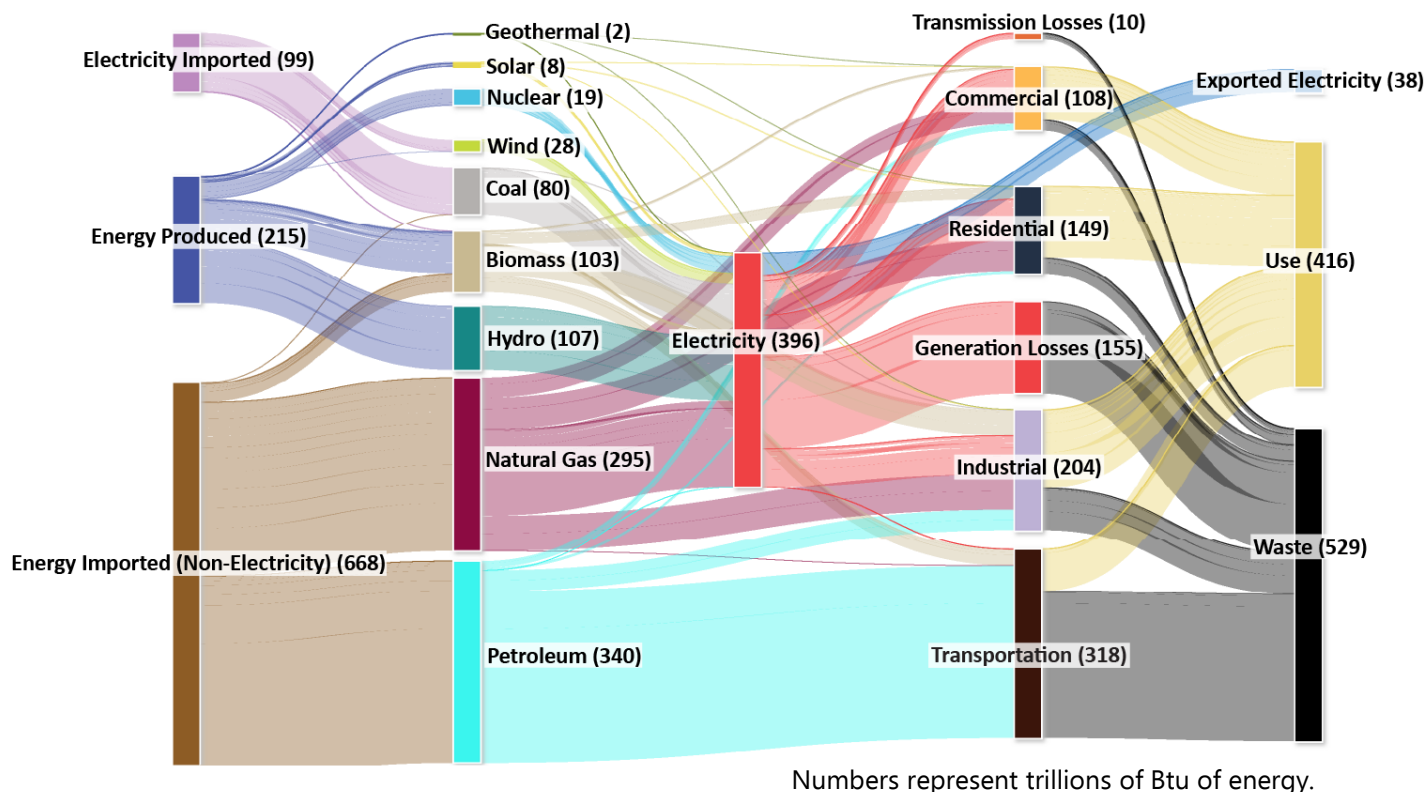 Electricity Imported (99)
Energy Produced (215)
Energy Imported (Non-Electricity) (668)
Geothermal (2)
Solar (8)
Nuclear (19)
Wind (28)
Coal (80)
Biomass (103)
Hydro (107)
Natural Gas (295)
Petroleum (340)
Electricity (396)
Transmission Losses (10)
Commercial (108)
Residential (149)
Generation Losses (155)
Industrial (204)
Transportation (318)
Exported Electricity (38)
Use (416)
Waste (529)
Numbers represent trillions of Btu of energy.